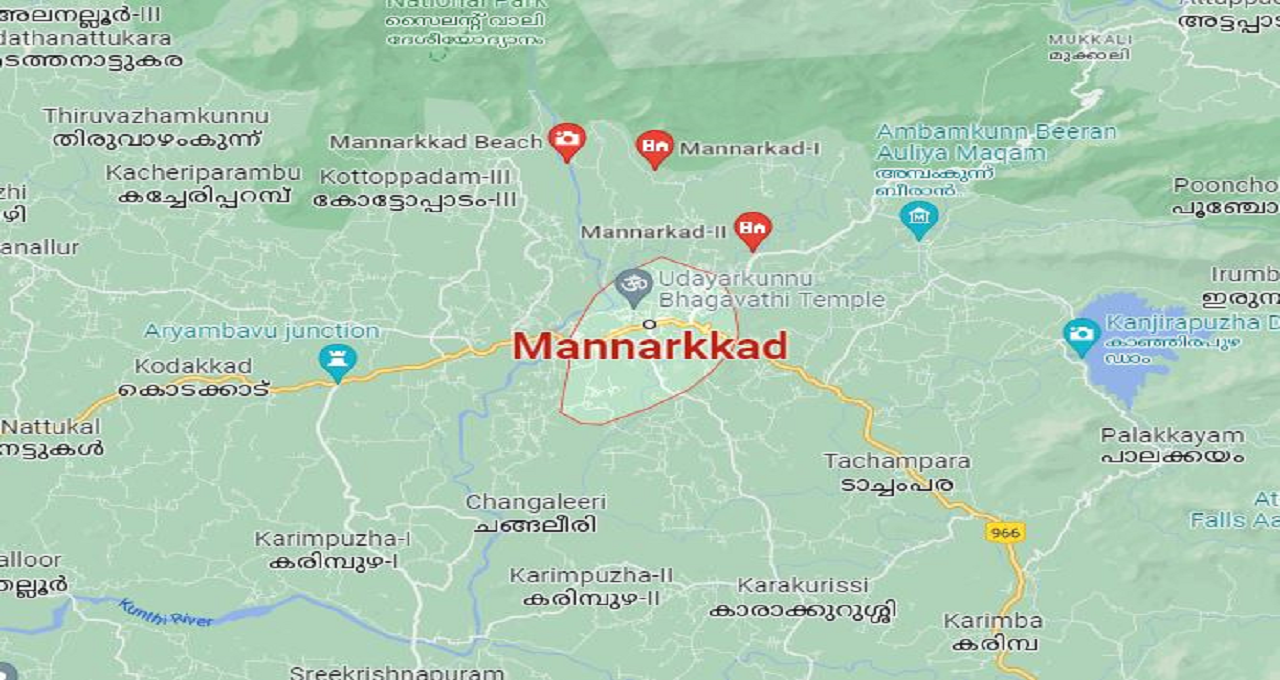 അലനല്ലൂർ-III
National Park
സൈലന്റ് വാലി
ദേശീയോദ്യാനം
dathanattukara
ടത്തനാട്ടുകര
MUKKALI
മുക്കാലി
അട്ടപ്പാ
Thiruvazhamkunnu
തിരുവാഴംകുന്ന്
Mannarkkad Beach
Mannarkad-I
Ambamkunn Beeran
Auliya Maqam
അമ്പംകുന്ന്
ബീരാൻ...
Kacheriparambu
കച്ചേരിപ്പറമ്പ്
Kottoppadam-III
കോട്ടോപ്പാടം-III
Pooncho
പൂഞ്ചോ
zhi
ഴി
anallur
Mannarkad-II
Udayarkunnu
Bhagavathi Temple
Irumb
ഇരുമ്പ
Kanjirapuzha D
കാഞ്ഞിരപുഴ
ഡാം
Aryambavu junction
Mannarkkad
Kodakkad
കൊടക്കാട്
Nattukal
നാട്ടുകൾ
Palakkayam
പാലക്കയം
Tachampara
ടാച്ചംപര
Changaleeri
ചങ്ങലീരി
At
Falls Aa
966
Karimpuzha-I
കരിമ്പുഴ-I
alloor
ല്ലൂർ
Karimpuzha-II
കരിമ്പുഴ-II
Karakurissi
കാരാക്കുറുശ്ശി
Kunthi River
Karimba
കരിമ്പ
Sreekrishnapuram